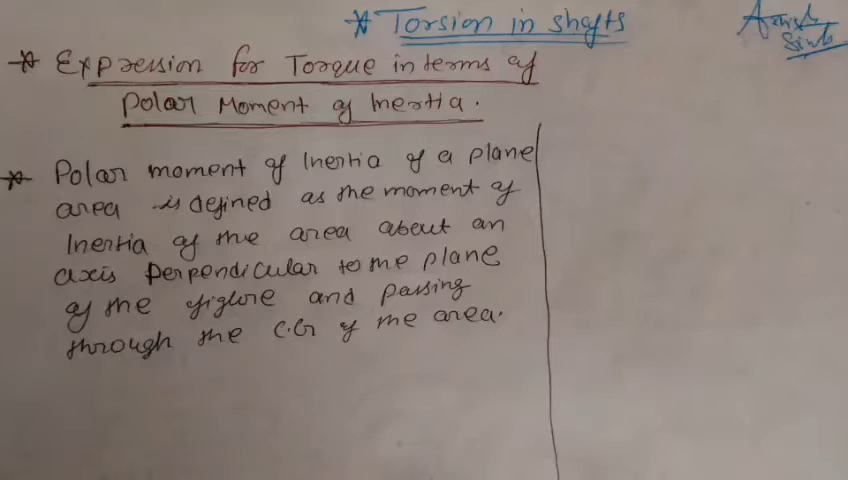 * Torsion in shafts
* Expression for Torque in terms of
Polar Moment of Inertia.
* Polar moment of Inertia of a plane
area is defined as the moment of
Inertia of the area about an
axis perpendicular to the plane
of the figure and passing
through the C.G of the area.